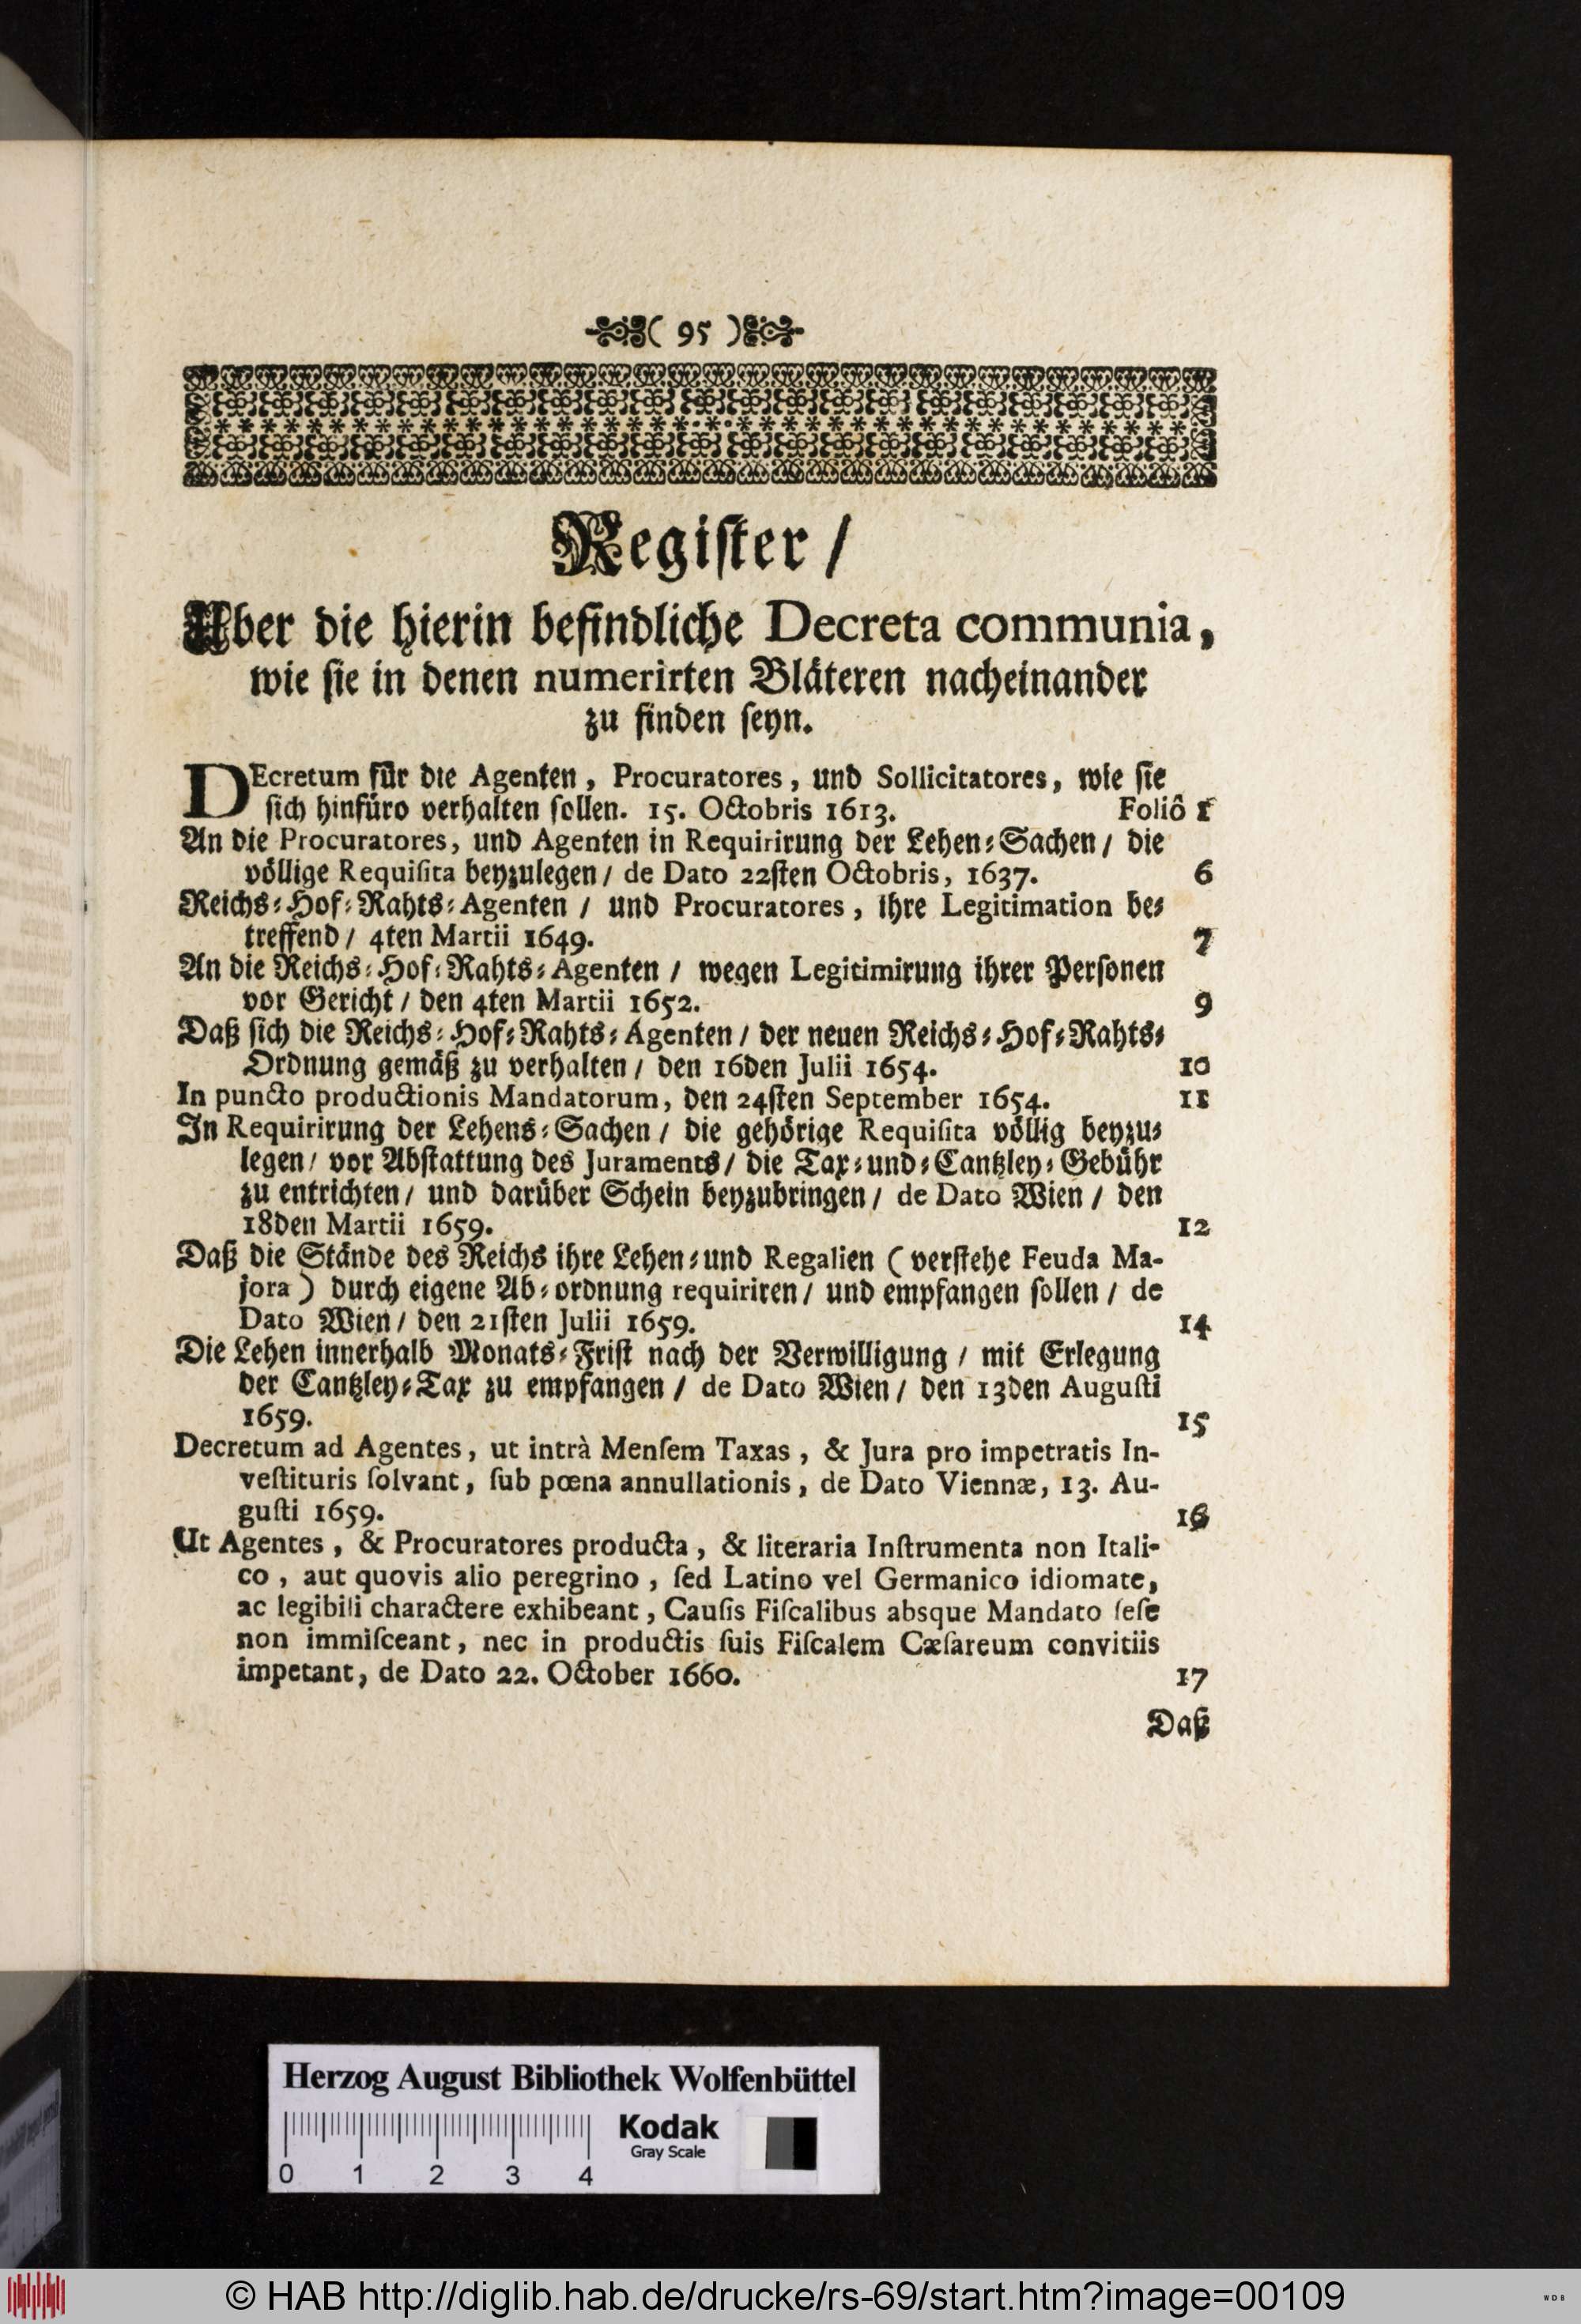 ( 95 )
Register /
Uber die hierin befindliche Decreta communia,
wie sie in denen numerirten Bläteren nacheinander
zu finden seyn.
DEcretum für die Agenten, Procuratores, und Sollicitatores, wie sie
sich hinfüro verhalten sollen. 15. Octobris 1613. Foliô 1
An die Procuratores, und Agenten in Requirirung der Lehen-Sachen / die
völlige Requisita beyzulegen / de Dato 22sten Octobris, 1637. 6
Reichs-Hof-Rahts-Agenten / und Procuratores, ihre Legitimation be-
treffend / 4ten Martii 1649. 7
An die Reichs-Hof-Rahts-Agenten / wegen Legitimirung ihrer Personen
vor Gericht / den 4ten Martii 1652. 9
Daß sich die Reichs-Hof-Rahts-Agenten / der neuen Reichs-Hof-Rahts-
Ordnung gemäß zu verhalten / den 16den Julii 1654. 10
In puncto productionis Mandatorum, den 24sten September 1654. 11
In Requirirung der Lehens-Sachen / die gehörige Requisita völlig beyzu-
legen / vor Abstattung des Juraments / die Tax-und-Cantzley-Gebühr
zu entrichten / und darüber Schein beyzubringen / de Dato Wien / den
18den Martii 1659. 12
Daß die Stände des Reichs ihre Lehen-und Regalien ( verstehe Feuda Ma-
jora ) durch eigene Ab-ordnung requiriren / und empfangen sollen / de
Dato Wien / den 21sten Julii 1659. 14
Die Lehen innerhalb Monats-Frist nach der Verwilligung / mit Erlegung
der Cantzley-Tax zu empfangen / de Dato Wien / den 13den Augusti
1659. 15
Decretum ad Agentes, ut intrà Mensem Taxas, & Jura pro impetratis In-
vestituris solvant, sub pœna annullationis, de Dato Viennæ, 13. Au-
gusti 1659. 16
Ut Agentes, & Procuratores producta, & literaria Instrumenta non Itali-
co, aut quovis alio peregrino, sed Latino vel Germanico idiomate,
ac legibili charactere exhibeant, Causis Fiscalibus absque Mandato sese
non immisceant, nec in productis suis Fiscalem Cæsareum convitiis
impetant, de Dato 22. October 1660. 17
Daß
Herzog August Bibliothek Wolfenbüttel
Kodak
Gray Scale
0 1 2 3 4
© HAB http://diglib.hab.de/drucke/rs-69/start.htm?image=00109
W D B